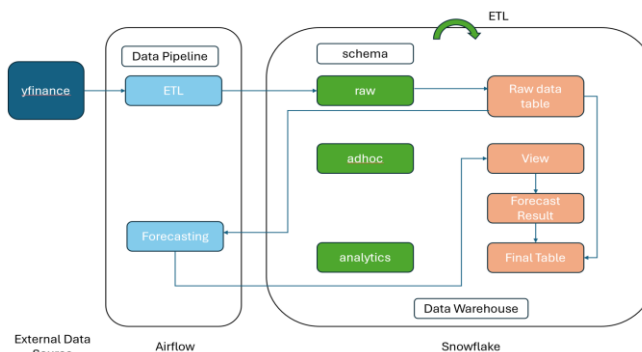 ETL
Data Pipeline
schema
yfinance
ETL
raw
Raw data
table
adhoc
View
Forecast
Result
Forecasting
analytics
Final Table
Data Warehouse
External Data
Airflow
Snowflake